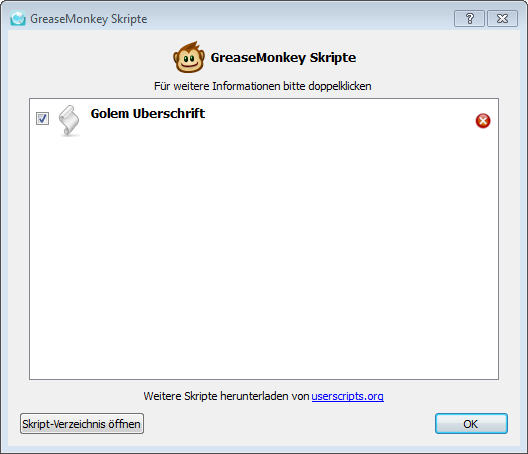 GreaseMonkey Skripte
GreaseMonkey Skripte
Für weitere Informationen bitte doppelklicken
Golem Uberschrift
Weitere Skripte herunterladen von userscripts.org
Skript-Verzeichnis öffnen
OK